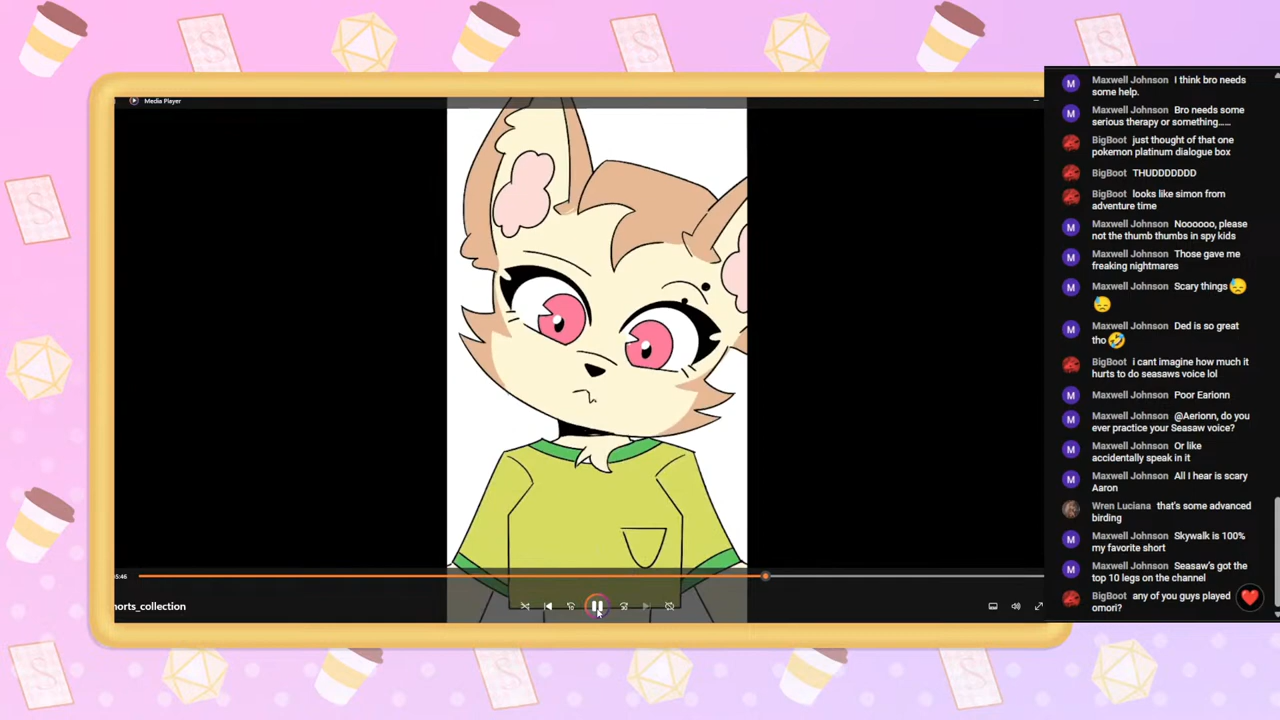 Media Player
5:46
horts_collection
Maxwell Johnson I think bro needs
some help.
Maxwell Johnson Bro needs some
serious therapy or something.....
BigBoot just thought of that one
pokemon platinum dialogue box
BigBoot THUDDDDDDD
BigBoot looks like simon from
adventure time
Maxwell Johnson Noooooo, please
not the thumb thumbs in spy kids
Maxwell Johnson Those gave me
freaking nightmares
Maxwell Johnson Scary things😓
😓
Maxwell Johnson Ded is so great
tho🤣
BigBoot i cant imagine how much it
hurts to do seasaws voice lol
Maxwell Johnson Poor Earionn
Maxwell Johnson @Aerionn, do you
ever practice your Seasaw voice?
Maxwell Johnson Or like
accidentally speak in it
Maxwell Johnson All I hear is scary
Aaron
Wren Luciana that's some advanced
birding
Maxwell Johnson Skywalk is 100%
my favorite short
Maxwell Johnson Seasaw's got the
top 10 legs on the channel
BigBoot any of you guys played
omori?